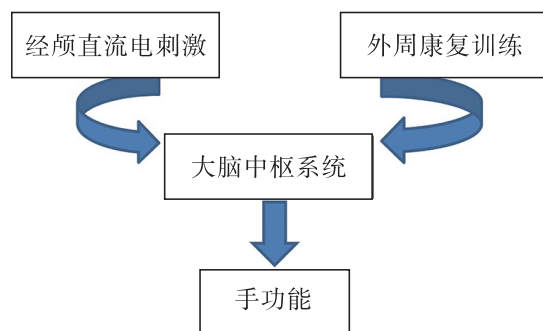 经颅直流电刺激
外周康复训练
大脑中枢系统
手功能